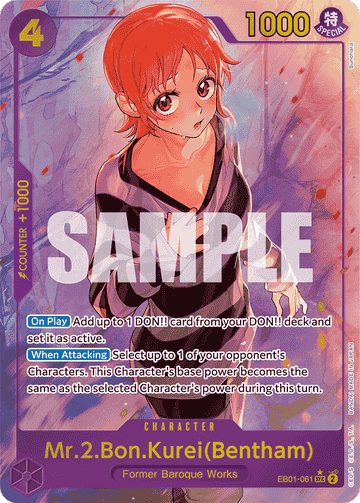 4
1000
特
SPECIAL
COUNTER +1000
SAMPLE
On Play Add up to 1 DON!! card from your DON!! deck and
set it as active.
When Attacking Select up to 1 of your opponent's
Characters. This Character's base power becomes the
same as the selected Character's power during this turn.
CHARACTER
Mr.2.Bon.Kurei(Bentham)
Former Baroque Works
EB01-061 SEC 2